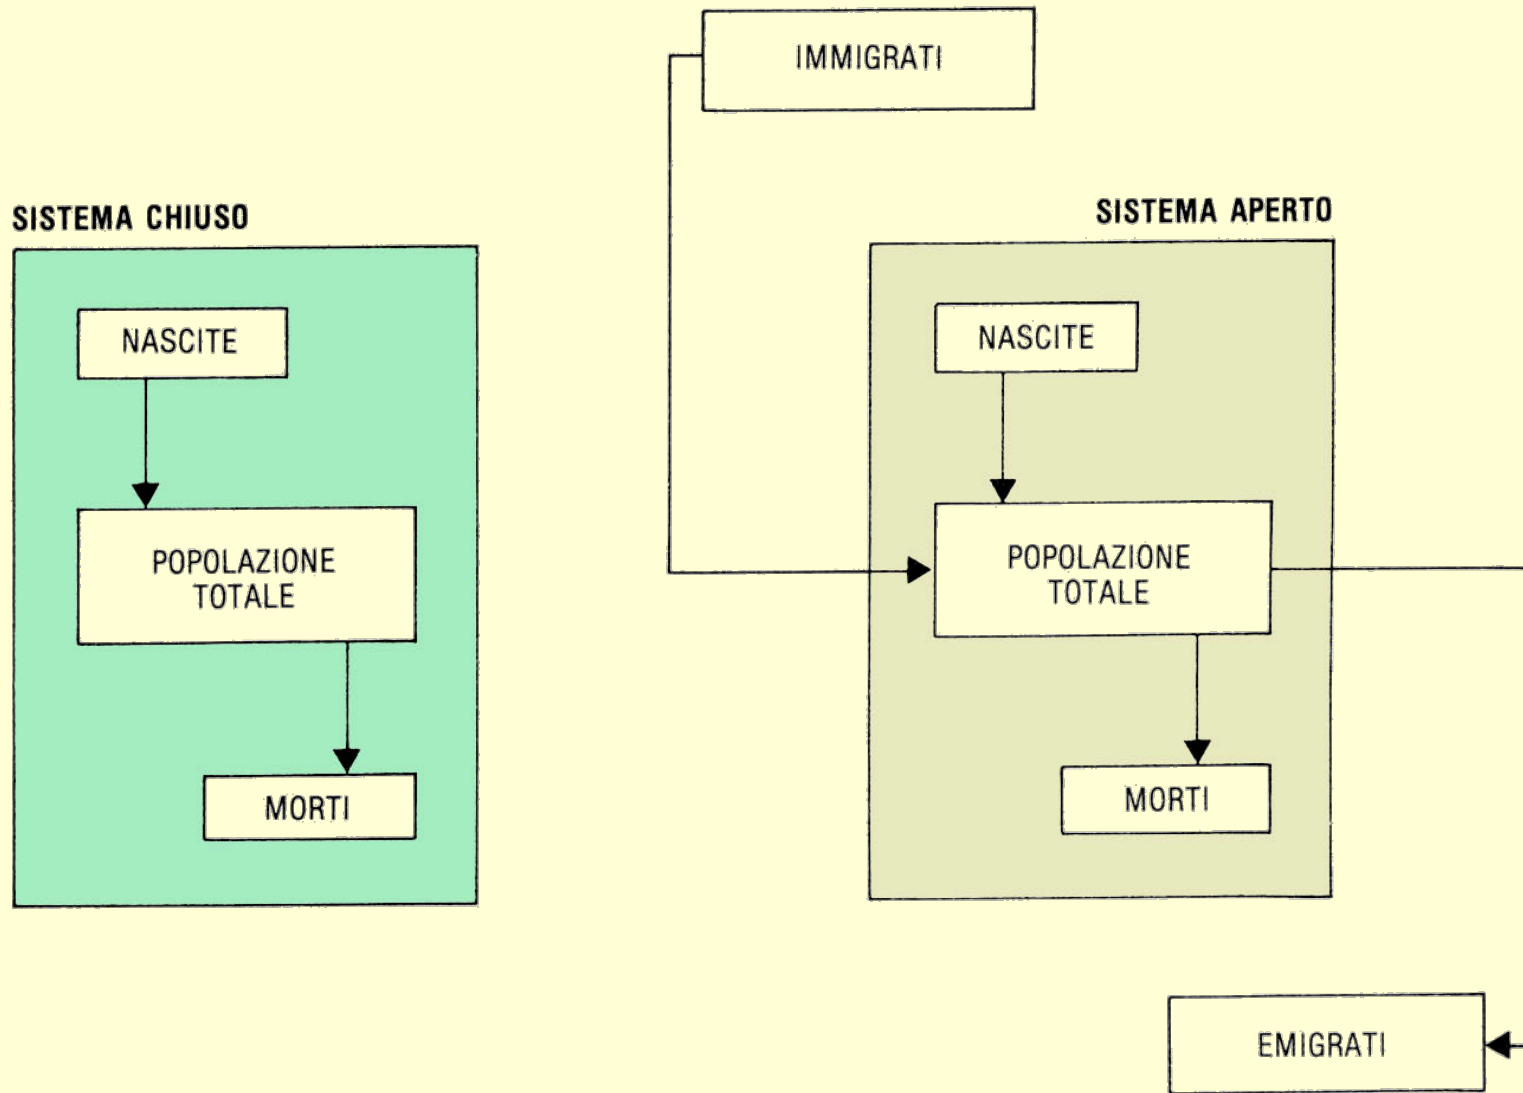 IMMIGRATI
SISTEMA CHIUSO
NASCITE
POPOLAZIONE
TOTALE
MORTI
SISTEMA APERTO
NASCITE
POPOLAZIONE
TOTALE
MORTI
EMIGRATI